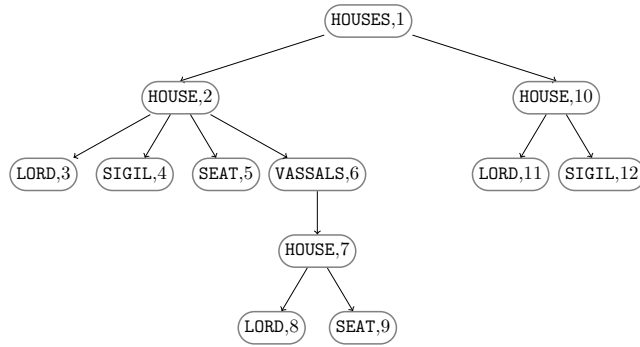 HOUSES,1
HOUSE,2
HOUSE,10
LORD,3
SIGIL,4
SEAT,5
VASSALS,6
LORD,11
SIGIL,12
HOUSE,7
LORD,8
SEAT,9